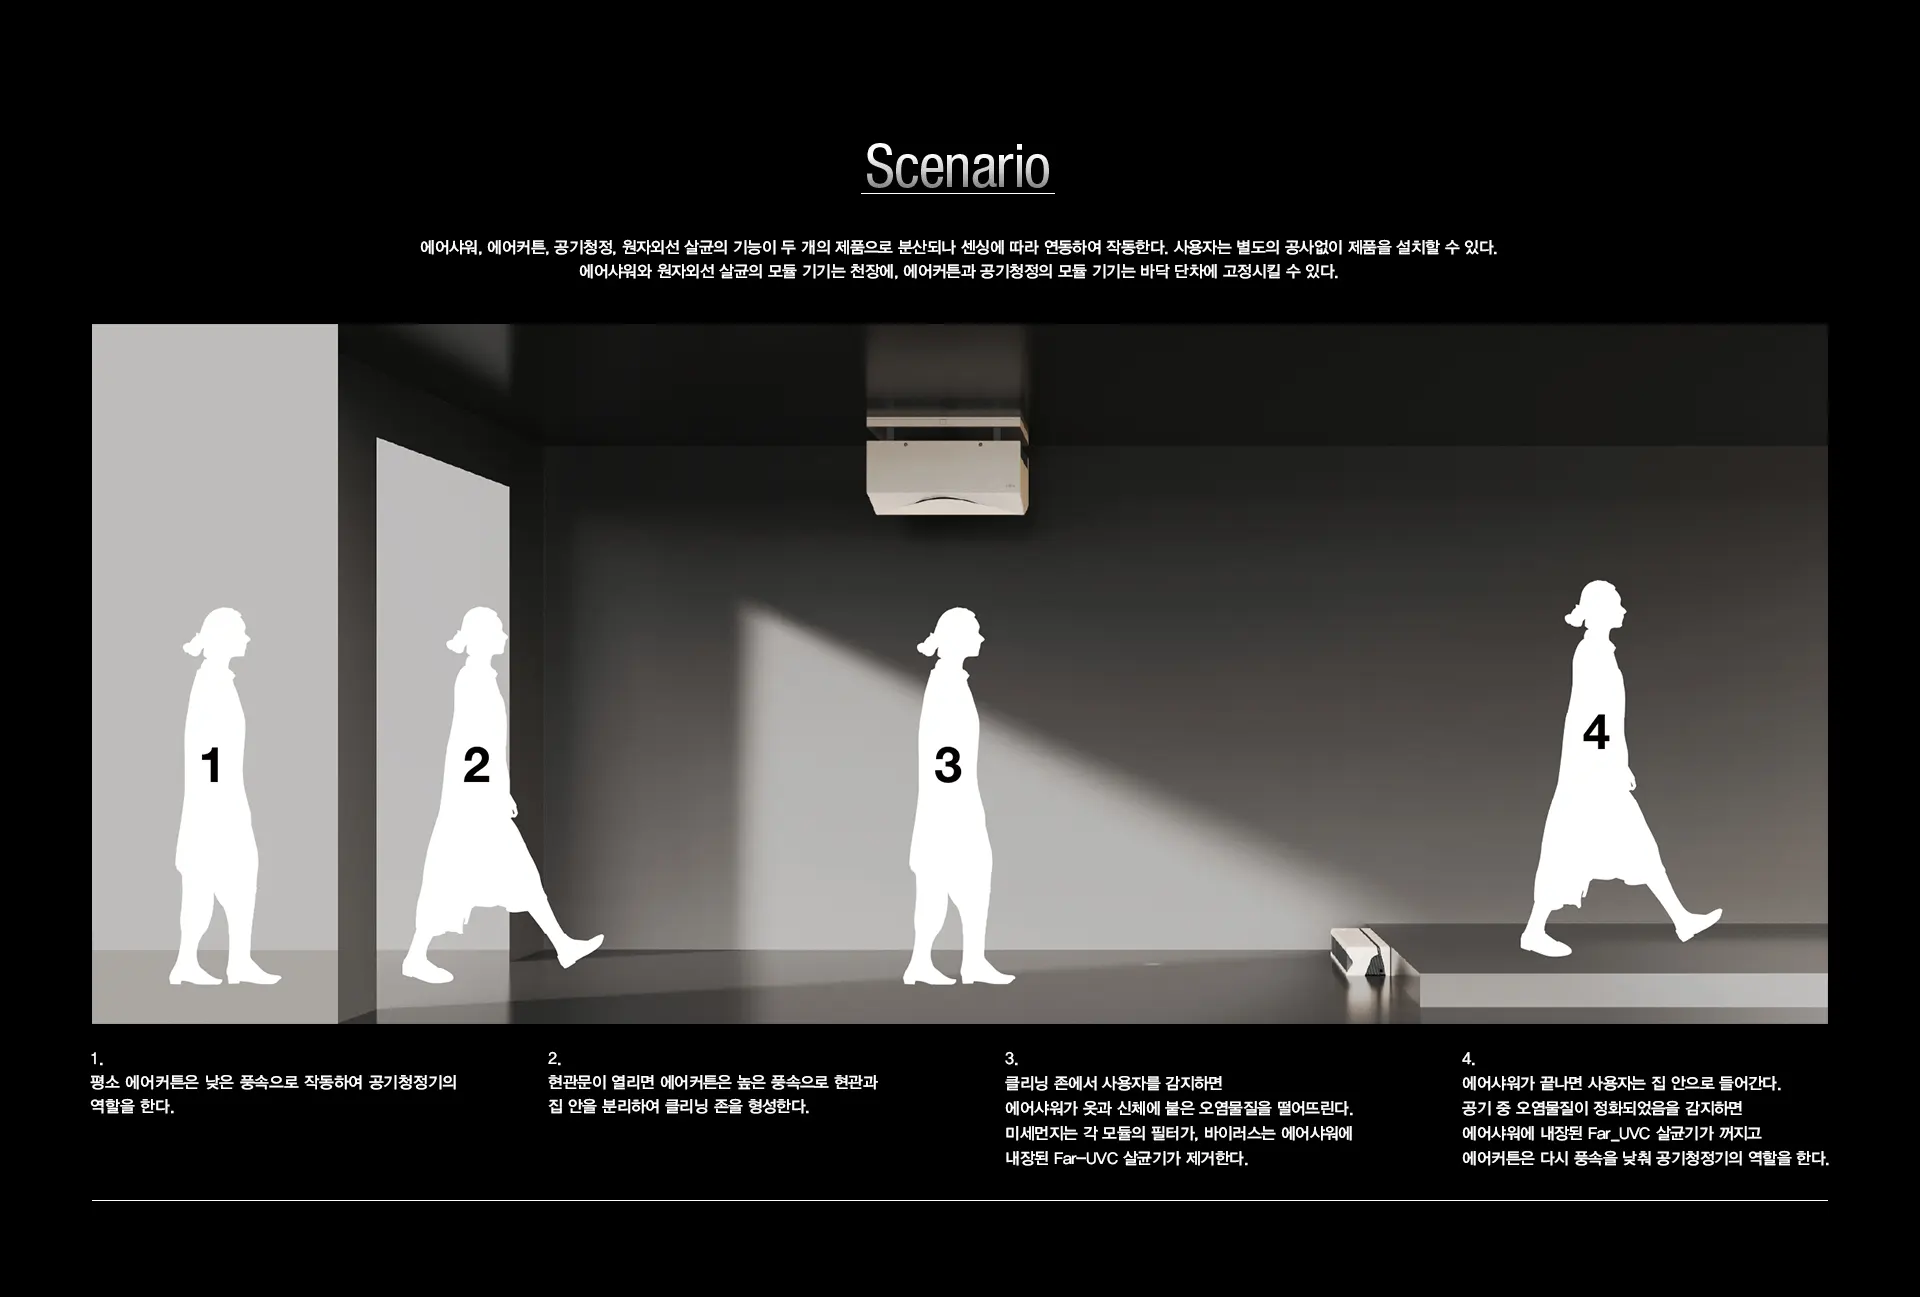 Scenario
에어샤워, 에어커튼, 공기청정, 원자외선 살균의 기능이 두 개의 제품으로 분산되나 센싱에 따라 연동하여 작동한다. 사용자는 별도의 공사없이 제품을 설치할 수 있다.
에어샤워와 원자외선 살균의 모듈 기기는 천장에, 에어커튼과 공기청정의 모듈 기기는 바닥 단차에 고정시킬 수 있다.
1
2
3
4
1.
평소 에어커튼은 낮은 풍속으로 작동하여 공기청정기의
역할을 한다.
2.
현관문이 열리면 에어커튼은 높은 풍속으로 현관과
집 안을 분리하여 클리닝 존을 형성한다.
3.
클리닝 존에서 사용자를 감지하면
에어샤워가 옷과 신체에 붙은 오염물질을 떨어뜨린다.
미세먼지는 각 모듈의 필터가, 바이러스는 에어샤워에
내장된 Far-UVC 살균기가 제거한다.
4.
에어샤워가 끝나면 사용자는 집 안으로 들어간다.
공기 중 오염물질이 정화되었음을 감지하면
에어샤워에 내장된 Far_UVC 살균기가 꺼지고
에어커튼은 다시 풍속을 낮춰 공기청정기의 역할을 한다.